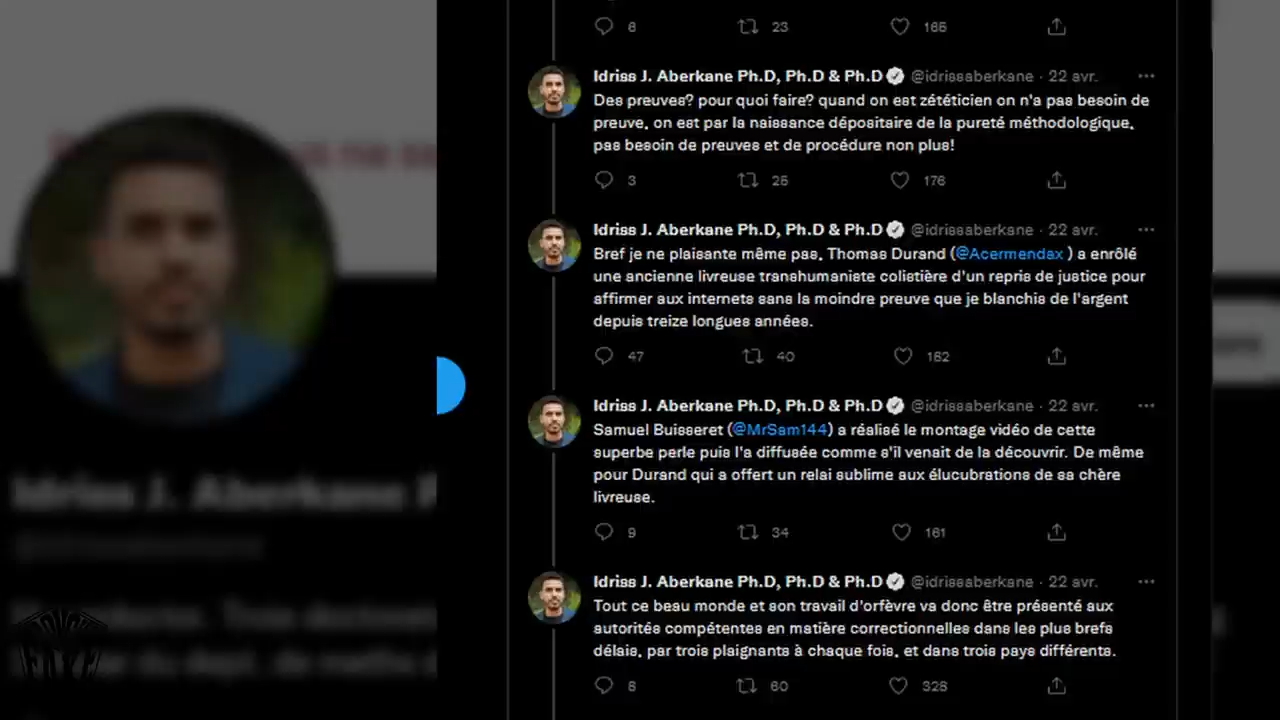 6 23 165
Idriss J. Aberkane Ph.D, Ph.D & Ph.D @idrissaberkane · 22 avr.
Des preuves? pour quoi faire? quand on est zététicien on n'a pas besoin de
preuve, on est par la naissance dépositaire de la pureté méthodologique,
pas besoin de preuves et de procédure non plus!
3 25 176
Idriss J. Aberkane Ph.D, Ph.D & Ph.D @idrissaberkane · 22 avr.
Bref je ne plaisante même pas, Thomas Durand (@Acermendax ) a enrôlé
une ancienne livreuse transhumaniste colistière d'un repris de justice pour
affirmer aux internets sans la moindre preuve que je blanchis de l'argent
depuis treize longues années.
47 40 162
Idriss J. Aberkane Ph.D, Ph.D & Ph.D @idrissaberkane · 22 avr.
Samuel Buisseret (@MrSam144) a réalisé le montage vidéo de cette
superbe perle puis l'a diffusée comme s'il venait de la découvrir. De même
pour Durand qui a offert un relai sublime aux élucubrations de sa chère
livreuse.
9 34 161
Idriss J. Aberkane Ph.D, Ph.D & Ph.D @idrissaberkane · 22 avr.
Tout ce beau monde et son travail d'orfèvre va donc être présenté aux
autorités compétentes en matière correctionnelles dans les plus brefs
délais, par trois plaignants à chaque fois, et dans trois pays différents.
8 60 328
Idriss J. Aberkane P